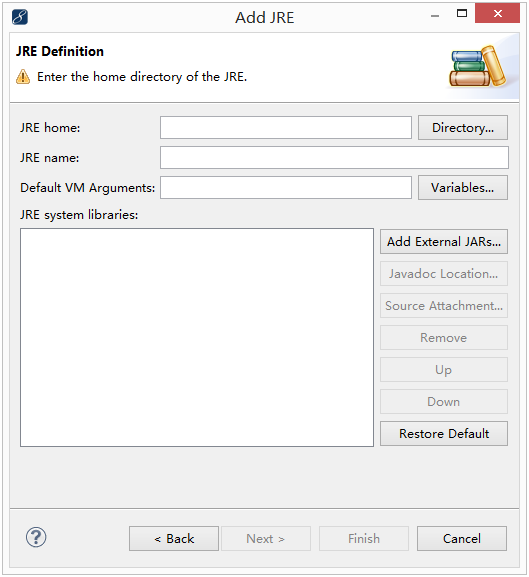 Add JRE
JRE Definition
Enter the home directory of the JRE.
JRE home:
Directory...
JRE name:
Default VM Arguments:
Variables...
JRE system libraries:
Add External JARs...
Javadoc Location...
Source Attachment...
Remove
Up
Down
Restore Default
?
< Back
Next >
Finish
Cancel